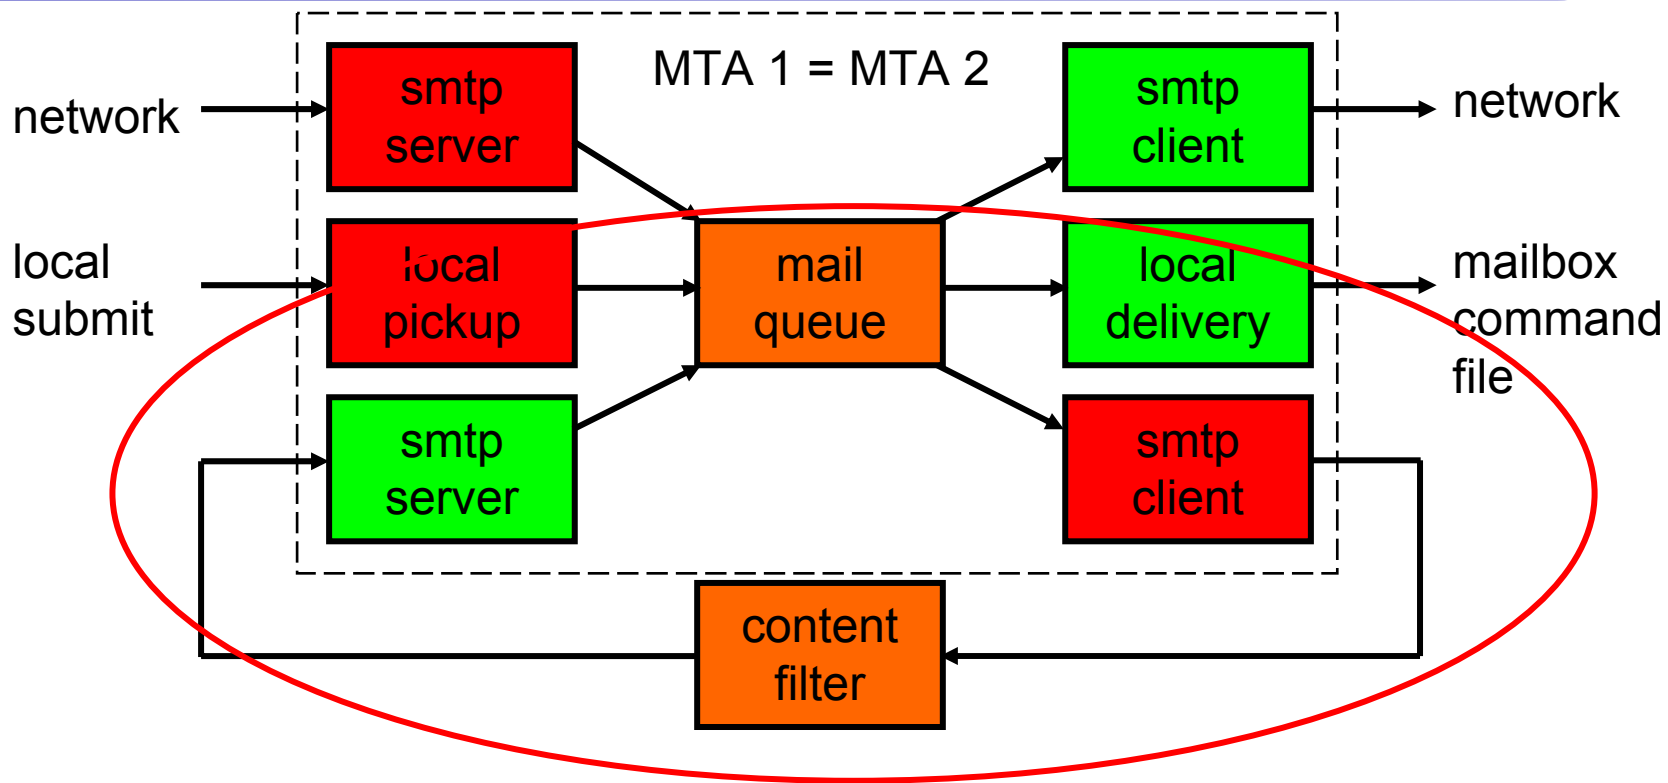 MTA 1 = MTA 2
network
smtp
server
smtp
client
network
local
submit
local
pickup
mail
queue
local
delivery
mailbox
command
file
smtp
server
smtp
client
content
filter